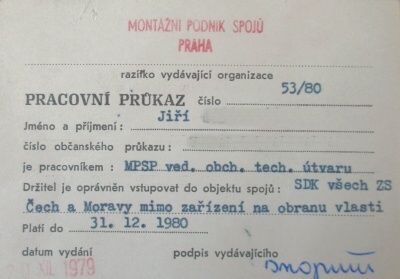 MONTÁŽNI PODNIK SPOJŮ
PRAHA
razítko vydávající organizace
PRACOVNÍ PRŮKAZ číslo 53/80
Jméno a příjmení: Jiří
číslo občanského průkazu:
je pracovníkem: MPSP ved. obch. tech. útvaru
Držitel je oprávněn vstupovat do objektu spojů: SDK všech ZS
Čech a Moravy mimo zařízení na obranu vlasti
Platí do 31. 12. 1980
datum vydání podpis vydávajícího
XII. 1979